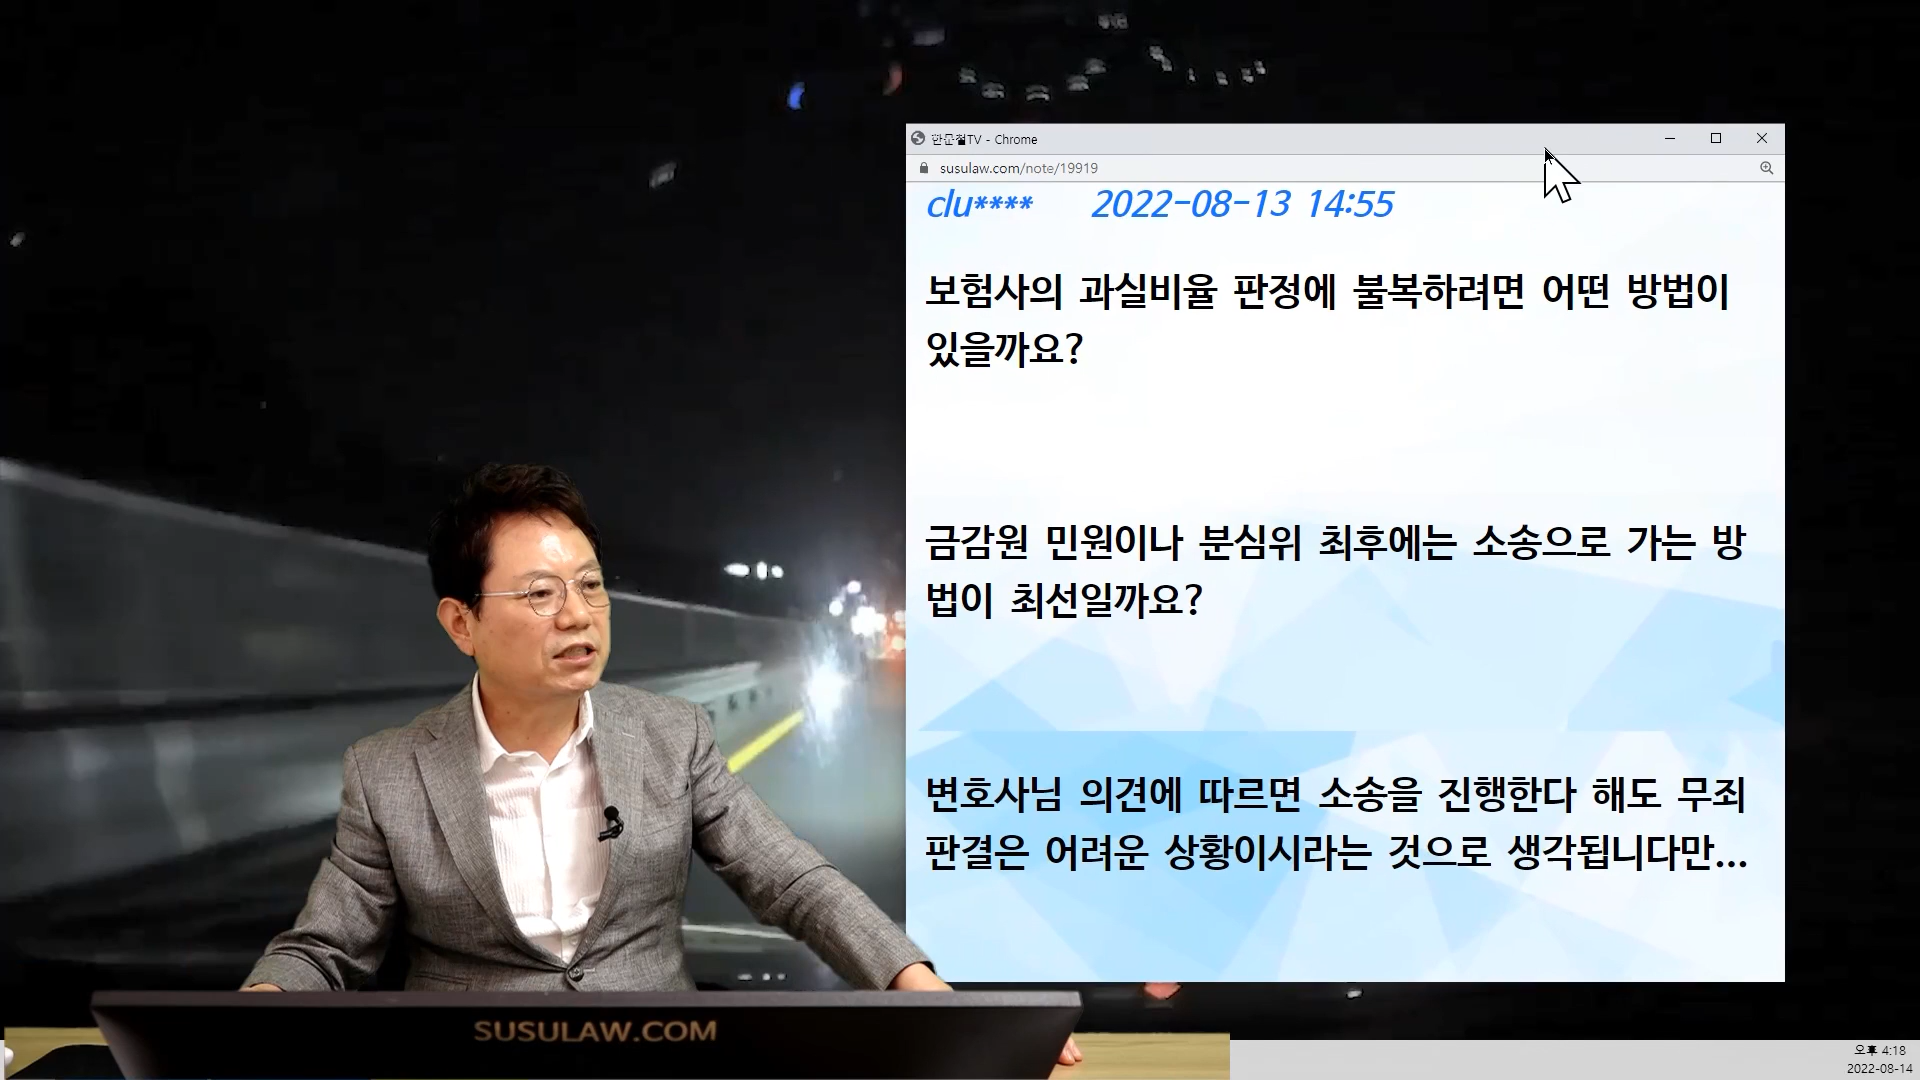 한문철TV - Chrome
susulaw.com/note/19919
clu**** 2022-08-13 14:55
보험사의 과실비율 판정에 불복하려면 어떤 방법이
있을까요?
금감원 민원이나 분심위 최후에는 소송으로 가는 방
법이 최선일까요?
변호사님 의견에 따르면 소송을 진행한다 해도 무죄
판결은 어려운 상황이시라는 것으로 생각됩니다만...
SUSULAW.COM
오후 4:18
2022-08-14